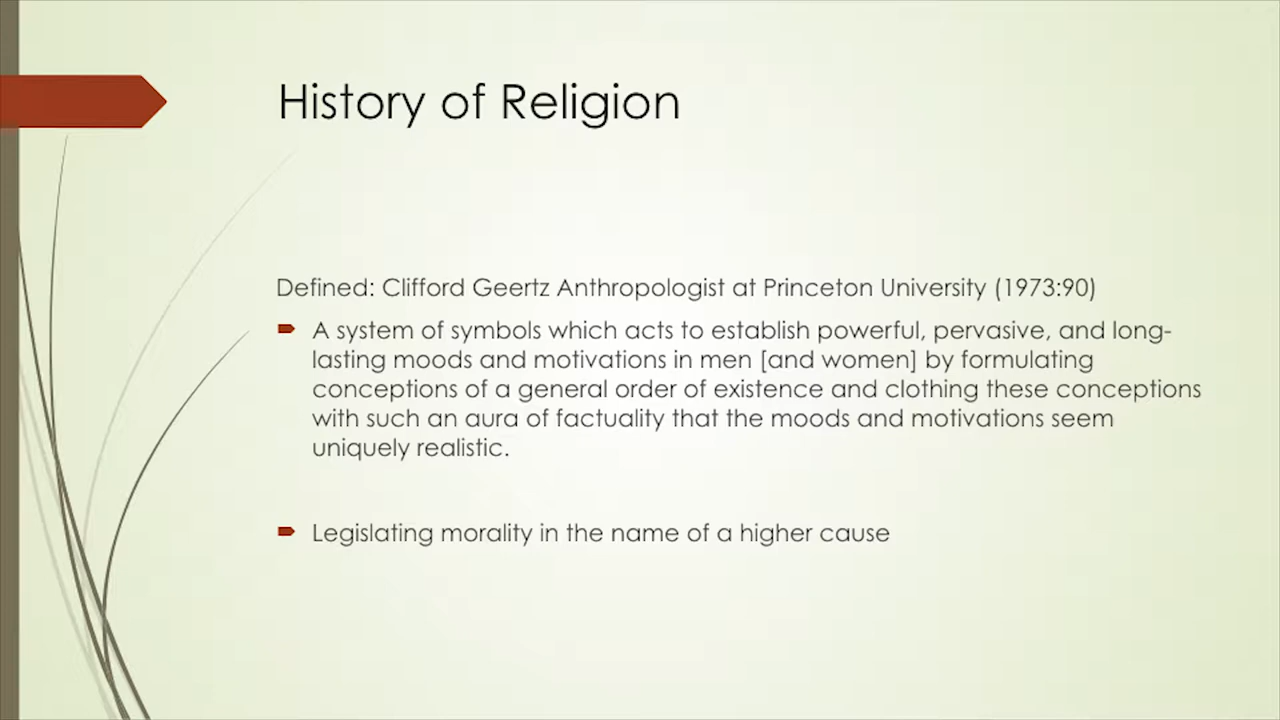 History of Religion
Defined: Clifford Geertz Anthropologist at Princeton University (1973:90)
A system of symbols which acts to establish powerful, pervasive, and long-
lasting moods and motivations in men [and women] by formulating
conceptions of a general order of existence and clothing these conceptions
with such an aura of factuality that the moods and motivations seem
uniquely realistic.
Legislating morality in the name of a higher cause